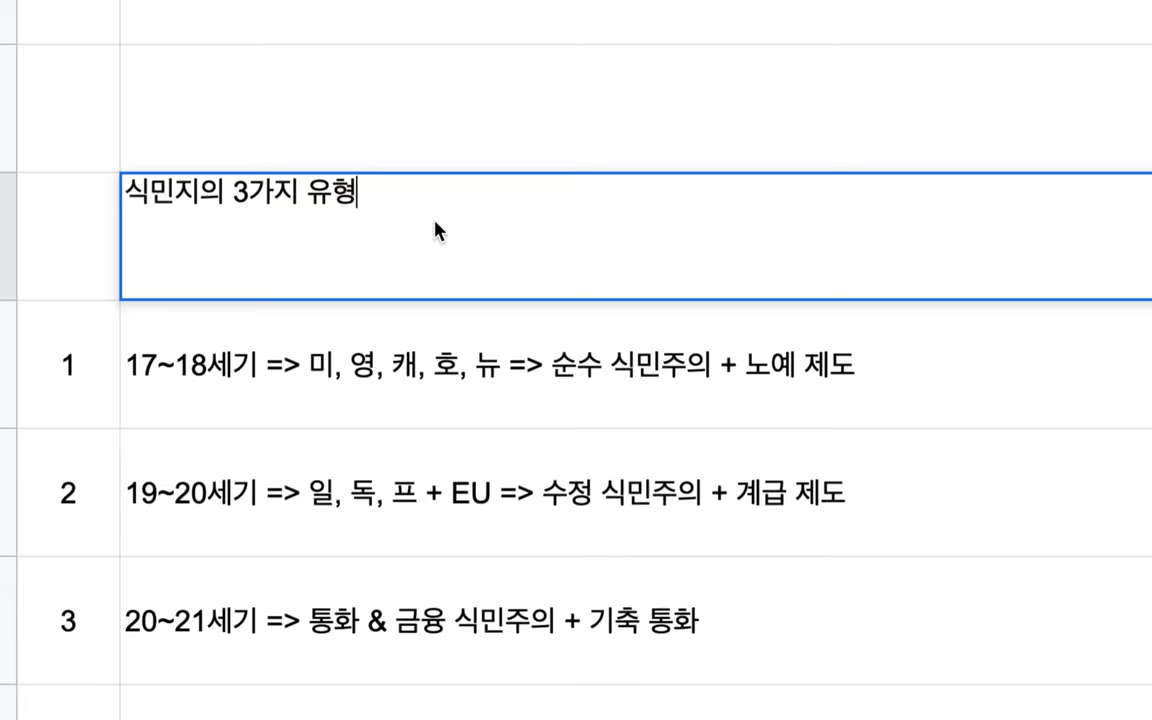 식민지의 3가지 유형
1 17~18세기 => 미, 영, 캐, 호, 뉴 => 순수 식민주의 + 노예 제도
2 19~20세기 => 일, 독, 프 + EU => 수정 식민주의 + 계급 제도
3 20~21세기 => 통화 & 금융 식민주의 + 기축 통화